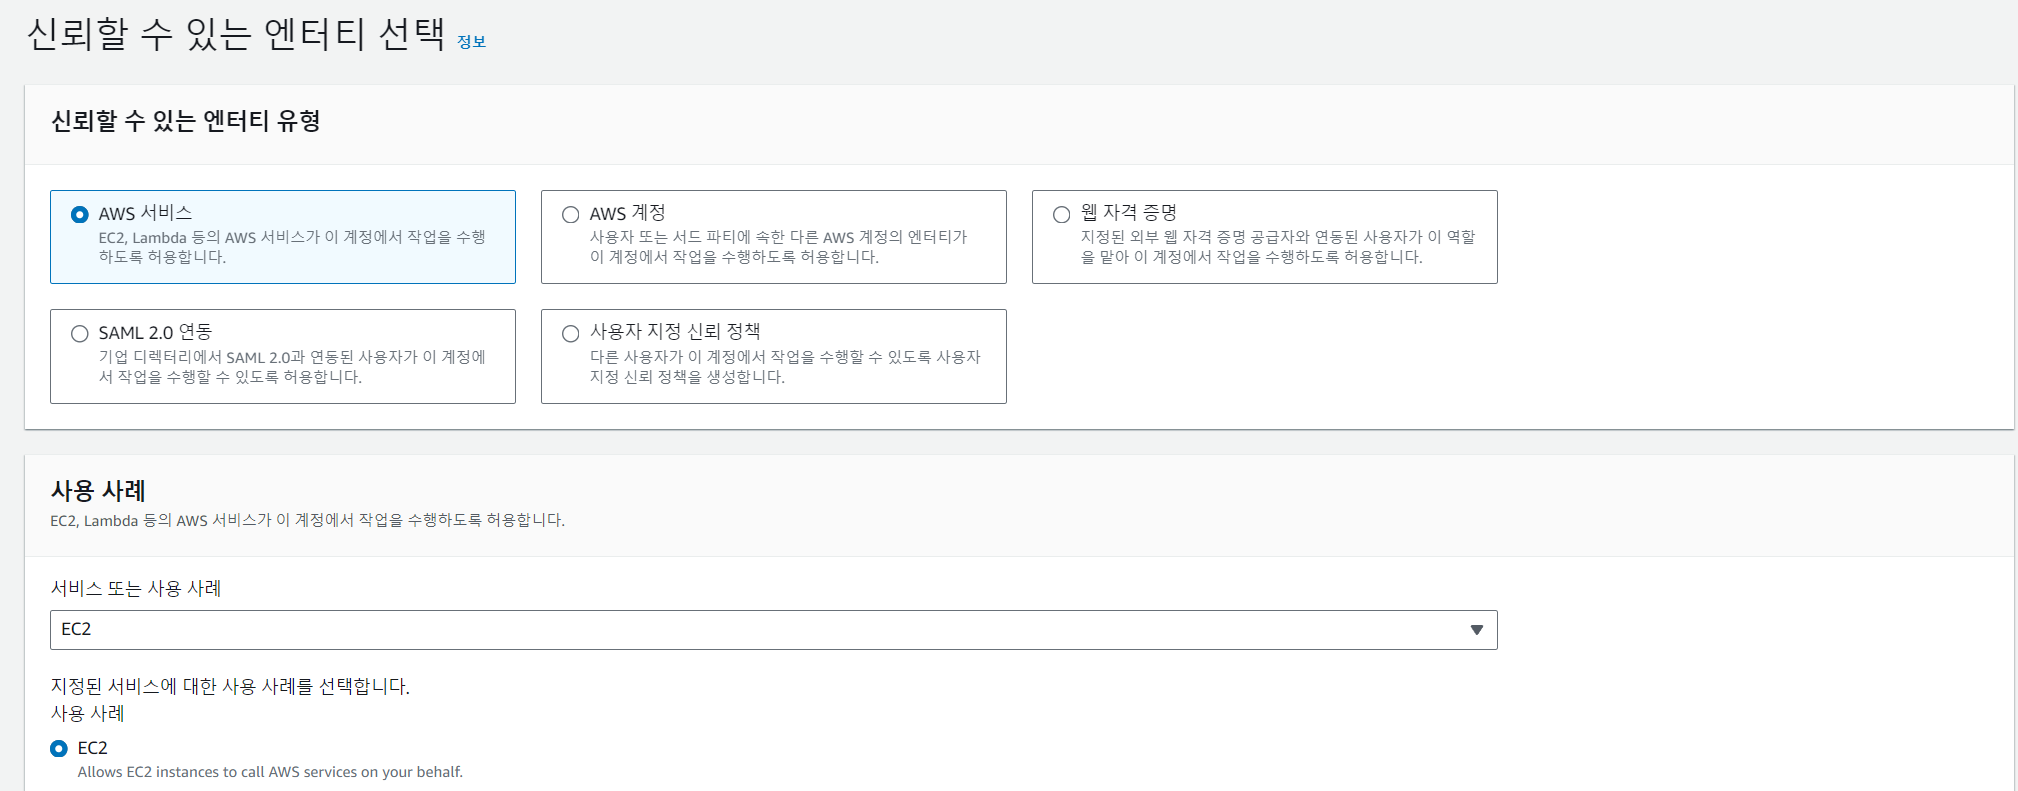 신뢰할 수 있는 엔터티 선택 정보
신뢰할 수 있는 엔터티 유형
AWS 서비스
EC2, Lambda 등의 AWS 서비스가 이 계정에서 작업을 수행
하도록 허용합니다.
AWS 계정
사용자 또는 서드 파티에 속한 다른 AWS 계정의 엔터티가
이 계정에서 작업을 수행하도록 허용합니다.
웹 자격 증명
지정된 외부 웹 자격 증명 공급자와 연동된 사용자가 이 역할
을 맡아 이 계정에서 작업을 수행하도록 허용합니다.
SAML 2.0 연동
기업 디렉터리에서 SAML 2.0과 연동된 사용자가 이 계정에
서 작업을 수행할 수 있도록 허용합니다.
사용자 지정 신뢰 정책
다른 사용자가 이 계정에서 작업을 수행할 수 있도록 사용자
지정 신뢰 정책을 생성합니다.
사용 사례
EC2, Lambda 등의 AWS 서비스가 이 계정에서 작업을 수행하도록 허용합니다.
서비스 또는 사용 사례
EC2
지정된 서비스에 대한 사용 사례를 선택합니다.
사용 사례
EC2
Allows EC2 instances to call AWS services on your behalf.